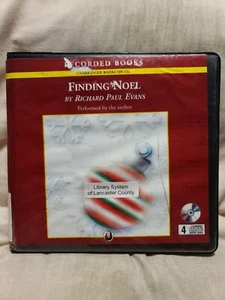 RECORDED BOOKS
UNABRIDGED BOOKS ON CD
FINDING NOEL
BY RICHARD PAUL EVANS
Performed by the author
Library System
of Lancaster County
4